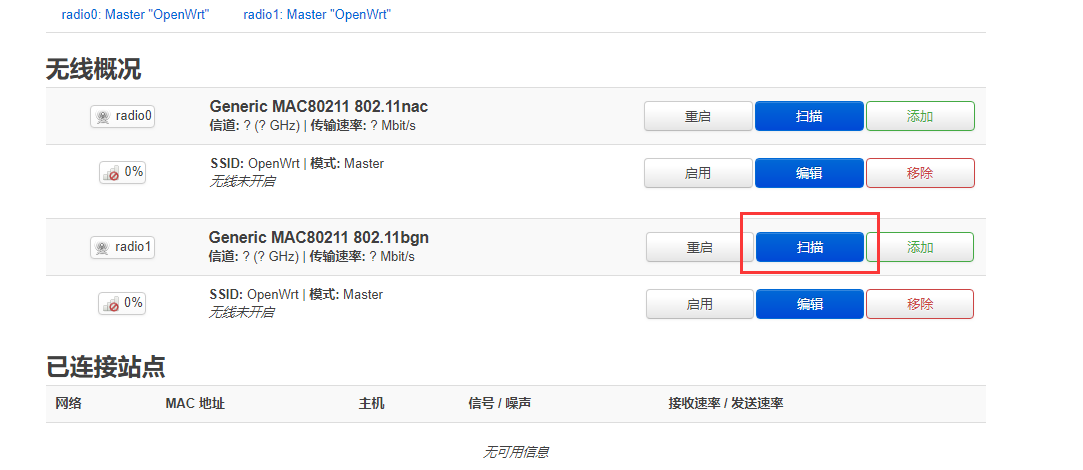 radio0: Master "OpenWrt" radio1: Master "OpenWrt"
无线概况
radio0 Generic MAC80211 802.11nac 重启 扫描 添加
信道: ? (? GHz) | 传输速率: ? Mbit/s
0% SSID: OpenWrt | 模式: Master 启用 编辑 移除
无线未开启
radio1 Generic MAC80211 802.11bgn 重启 扫描 添加
信道: ? (? GHz) | 传输速率: ? Mbit/s
0% SSID: OpenWrt | 模式: Master 启用 编辑 移除
无线未开启
已连接站点
网络 MAC 地址 主机 信号 / 噪声 接收速率 / 发送速率
无可用信息